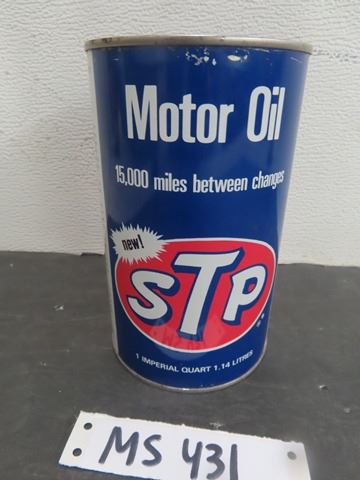 Motor Oil
15,000 miles between changes
new!
STP
®
1 IMPERIAL QUART 1.14 LITRES
MS 431